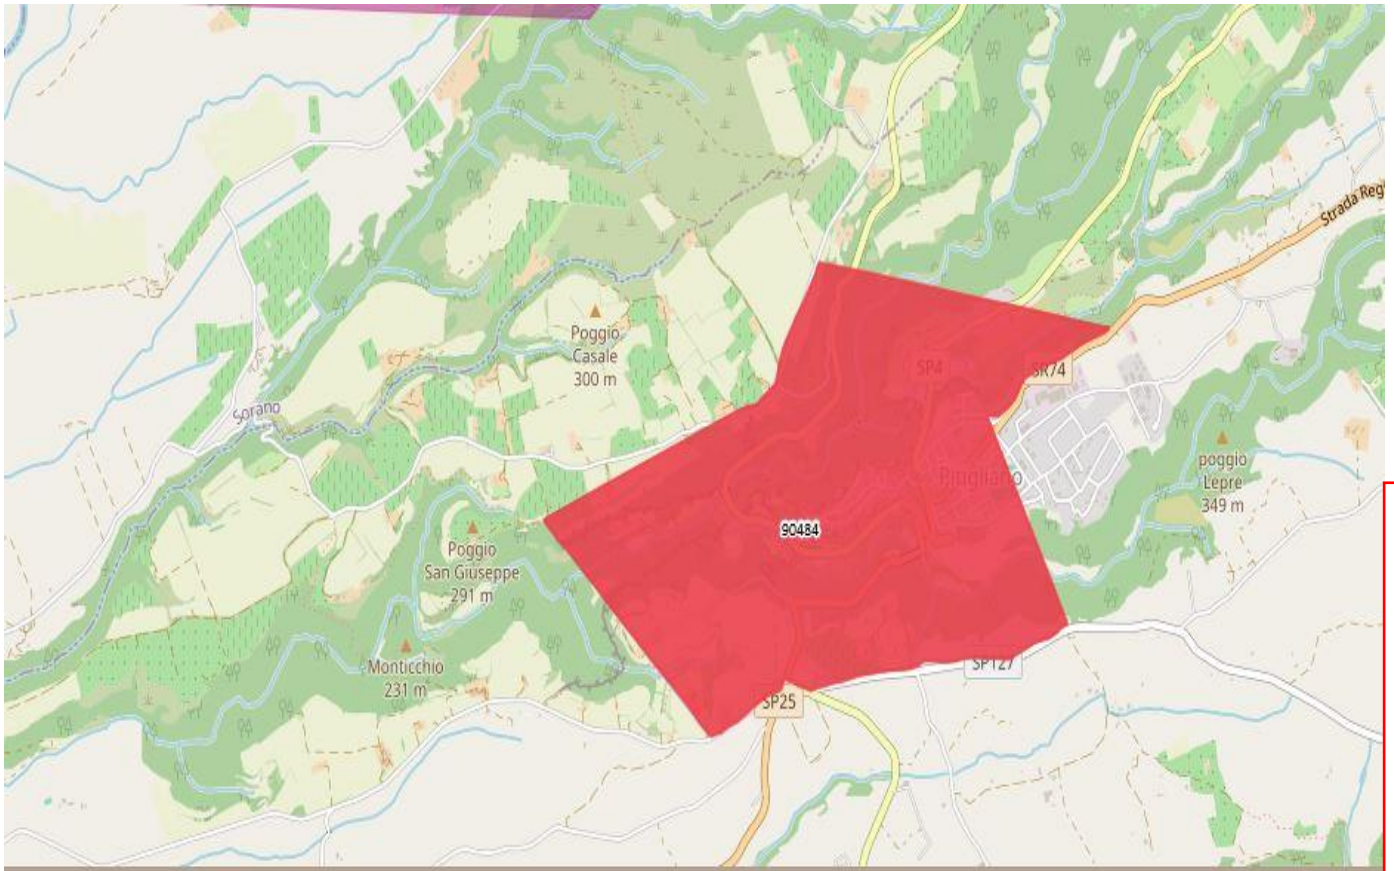 Strada Reg
Poggio
Casale
300 m
SP4
SR74
Sorano
poggio
Lepre
349 m
Pitigliano
90484
Poggio
San Giuseppe
291 m
Monticchio
231 m
SP127
SP25